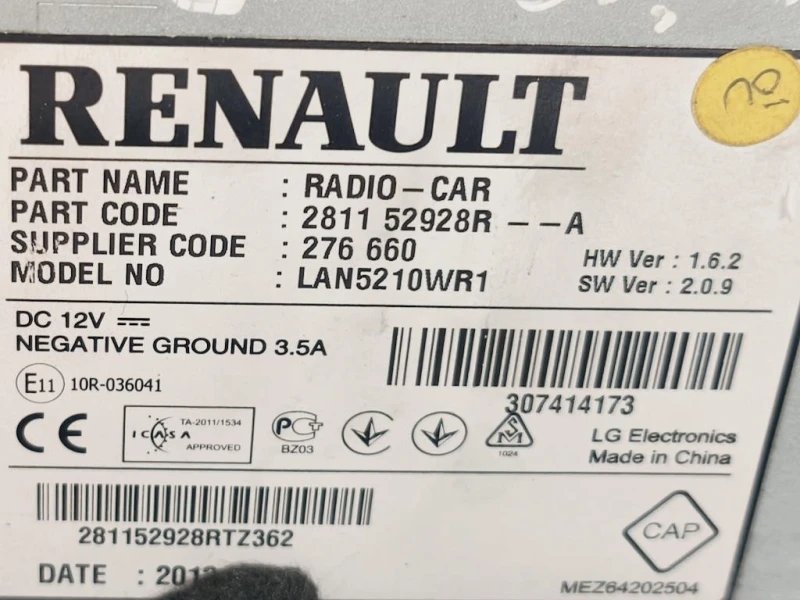 RENAULT
PART NAME : RADIO-CAR
PART CODE : 2811 52928R --A
SUPPLIER CODE : 276 660
MODEL NO : LAN5210WR1
HW Ver : 1.6.2
SW Ver : 2.0.9
DC 12V
NEGATIVE GROUND 3.5A
E11 10R-036041
307414173
CE
ICASA
TA-2011/1534
APPROVED
BZ03
1024
LG Electronics
Made in China
281152928RTZ362
CAP
DATE :
MEZ64202504